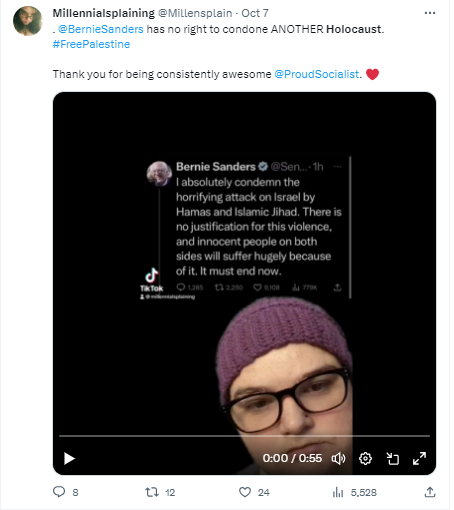 Millennialsplaining @Millensplain · Oct 7
. @BernieSanders has no right to condone ANOTHER Holocaust.
#FreePalestine
Thank you for being consistently awesome @ProudSocialist. ❤️
Bernie Sanders @Sen... · 1h
I absolutely condemn the
horrifying attack on Israel by
Hamas and Islamic Jihad. There is
no justification for this violence,
and innocent people on both
sides will suffer hugely because
of it. It must end now.
1,285 2,250 9,108 779K
TikTok
@millennialsplaining
0:00 / 0:55
8 12 24 5,528